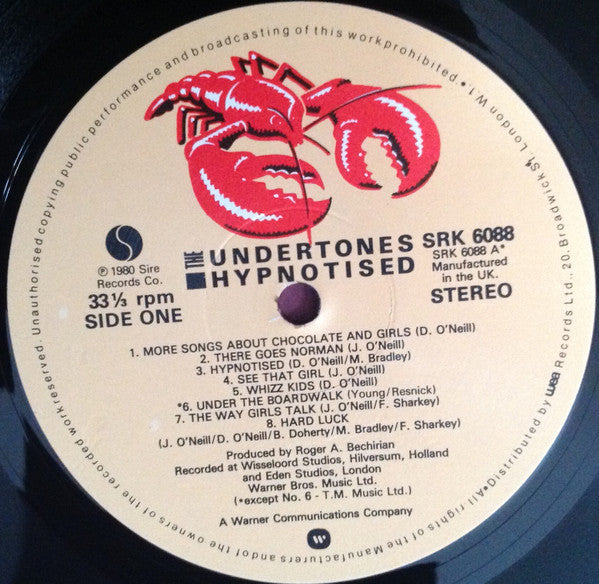 THE UNDERTONES
HYPNOTISED
SRK 6088
SRK 6088 A*
Manufactured
in the UK.
STEREO
S
℗ 1980 Sire
Records Co.
33⅓ rpm
SIDE ONE
1. MORE SONGS ABOUT CHOCOLATE AND GIRLS (D. O'Neill)
2. THERE GOES NORMAN (J. O'Neill)
3. HYPNOTISED (D. O'Neill/M. Bradley)
4. SEE THAT GIRL (J. O'Neill)
5. WHIZZ KIDS (D. O'Neill)
*6. UNDER THE BOARDWALK (Young/Resnick)
7. THE WAY GIRLS TALK (J. O'Neill/F. Sharkey)
8. HARD LUCK
(J. O'Neill/D. O'Neill/B. Doherty/M. Bradley/F. Sharkey)
Produced by Roger A. Bechirian
Recorded at Wisseloord Studios, Hilversum, Holland
and Eden Studios, London
Warner Bros. Music Ltd.
(*except No. 6 - T.M. Music Ltd.)
A Warner Communications Company
•All rights of the Manufacturers and of the owners of the recorded work reserved. Unauthorised copying public performance and broadcasting of this work prohibited.•
Distributed by wea Records Ltd., 20, Broadwick St, London W.1.